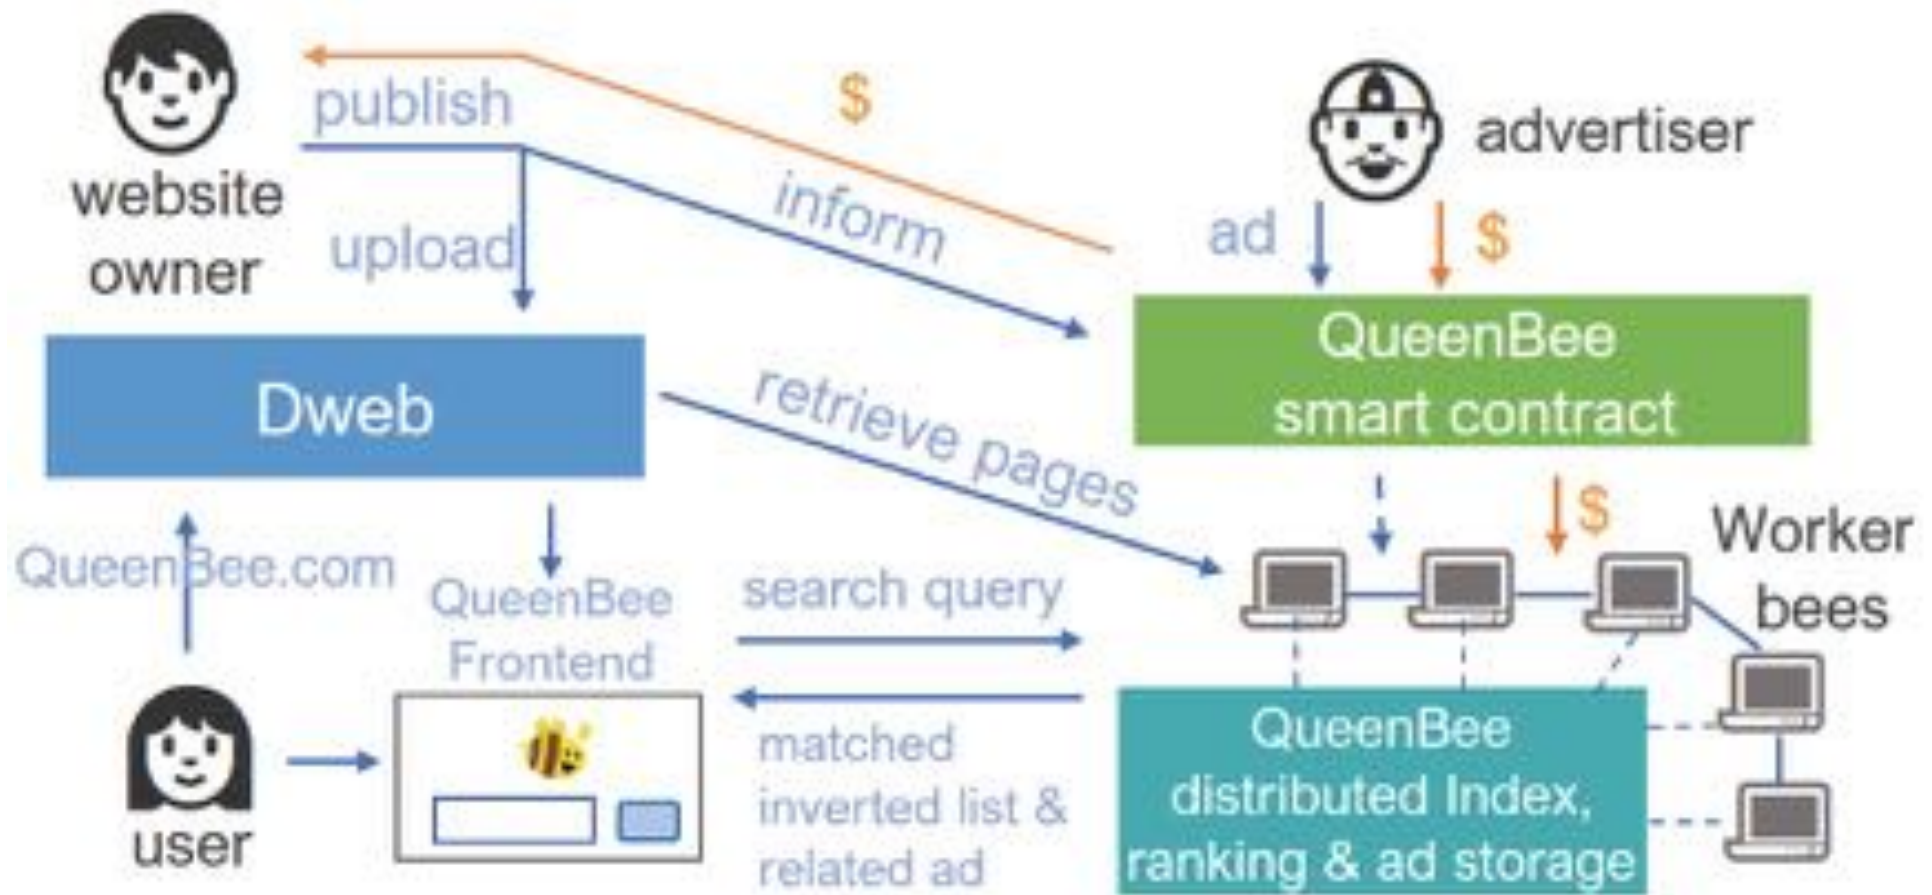 publish
$
advertiser
website
owner
upload
inform
ad
$
QueenBee
smart contract
Dweb
retrieve pages
$
Worker
bees
QueenBee.com
QueenBee
Frontend
search query
matched
inverted list &
related ad
QueenBee
distributed Index,
ranking & ad storage
user